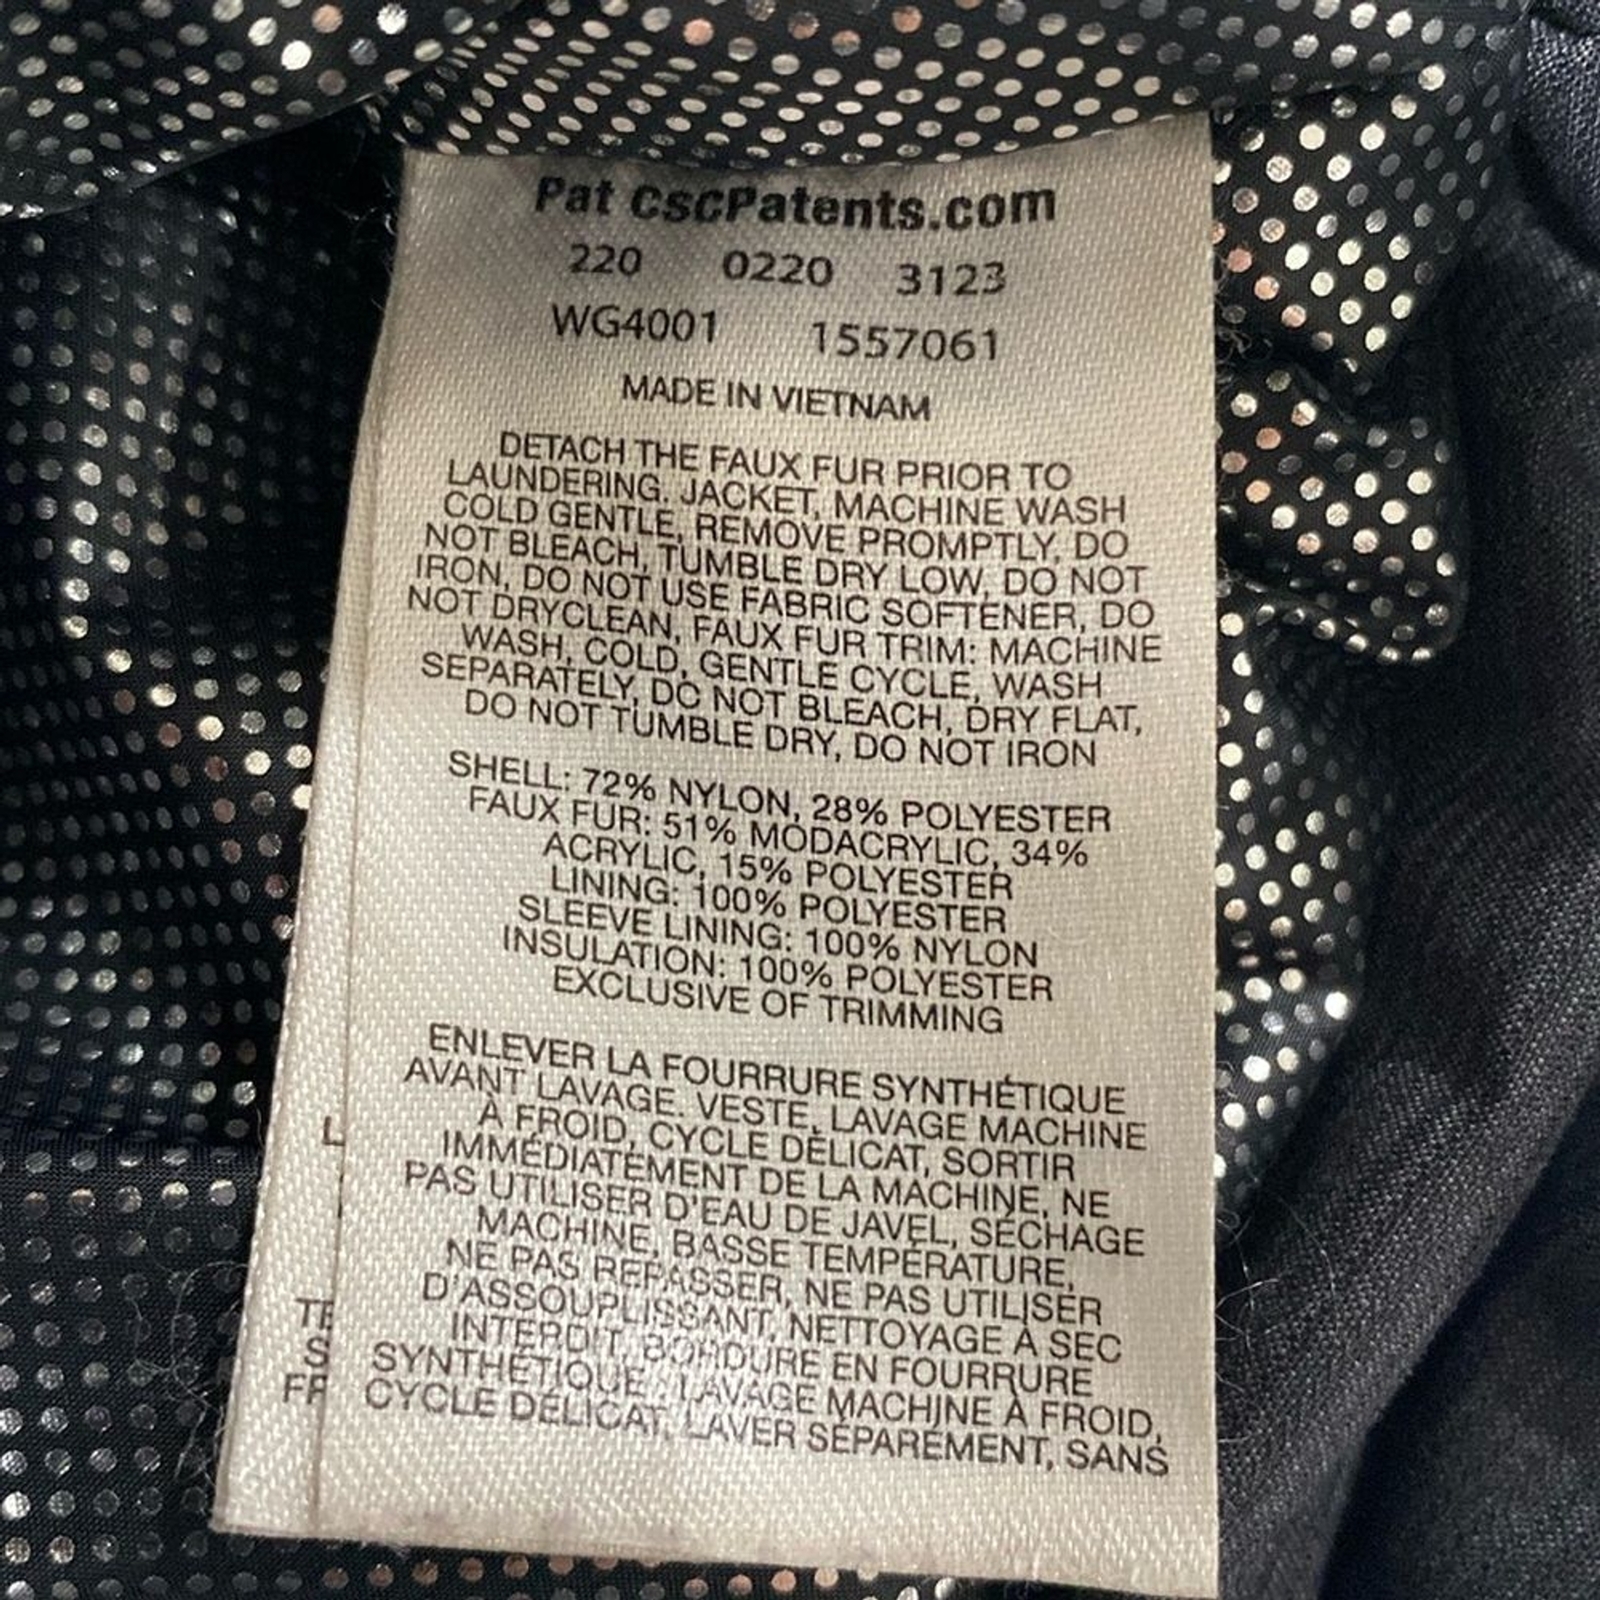 Pat cscPatents.com
220 0220 3123
WG4001 1557061
MADE IN VIETNAM
DETACH THE FAUX FUR PRIOR TO
LAUNDERING. JACKET, MACHINE WASH
COLD GENTLE, REMOVE PROMPTLY, DO
NOT BLEACH, TUMBLE DRY LOW, DO NOT
IRON, DO NOT USE FABRIC SOFTENER, DO
NOT DRYCLEAN, FAUX FUR TRIM: MACHINE
WASH, COLD, GENTLE CYCLE, WASH
SEPARATELY, DO NOT BLEACH, DRY FLAT,
DO NOT TUMBLE DRY, DO NOT IRON
SHELL: 72% NYLON, 28% POLYESTER
FAUX FUR: 51% MODACRYLIC, 34%
ACRYLIC, 15% POLYESTER
LINING: 100% POLYESTER
SLEEVE LINING: 100% NYLON
INSULATION: 100% POLYESTER
EXCLUSIVE OF TRIMMING
ENLEVER LA FOURRURE SYNTHÉTIQUE
AVANT LAVAGE. VESTE, LAVAGE MACHINE
À FROID, CYCLE DÉLICAT, SORTIR
IMMÉDIATEMENT DE LA MACHINE, NE
PAS UTILISER D'EAU DE JAVEL, SÉCHAGE
MACHINE, BASSE TEMPÉRATURE,
NE PAS REPASSER, NE PAS UTILISER
D'ASSOUPLISSANT, NETTOYAGE À SEC
INTERDIT, BORDURE EN FOURRURE
SYNTHÉTIQUE : LAVAGE MACHINE À FROID,
CYCLE DÉLICAT, LAVER SÉPARÉMENT, SANS